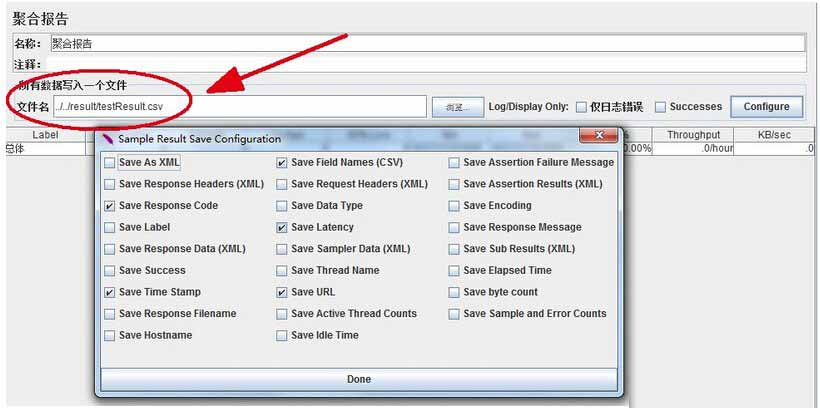 聚合报告
名称： 聚合报告
注释：
所有数据写入一个文件
文件名 ../../result/testResult.csv 浏览... Log/Display Only: 仅日志错误 Successes Configure
Label Throughput KB/sec
总体 0.00% .0/hour .0
Sample Result Save Configuration
Save As XML Save Field Names (CSV) Save Assertion Failure Message
Save Response Headers (XML) Save Request Headers (XML) Save Assertion Results (XML)
Save Response Code Save Data Type Save Encoding
Save Label Save Latency Save Response Message
Save Response Data (XML) Save Sampler Data (XML) Save Sub Results (XML)
Save Success Save Thread Name Save Elapsed Time
Save Time Stamp Save URL Save byte count
Save Response Filename Save Active Thread Counts Save Sample and Error Counts
Save Hostname Save Idle Time
Done